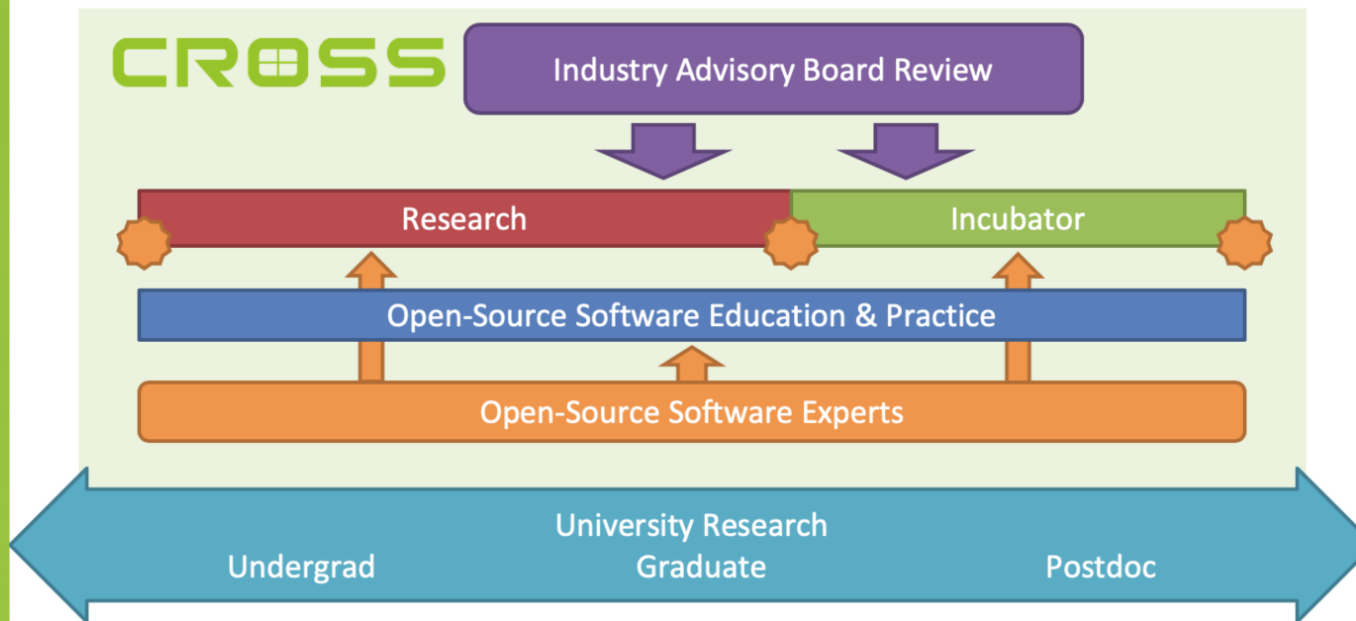 CROSS
Industry Advisory Board Review
Research
Incubator
Open-Source Software Education & Practice
Open-Source Software Experts
University Research
Undergrad
Graduate
Postdoc